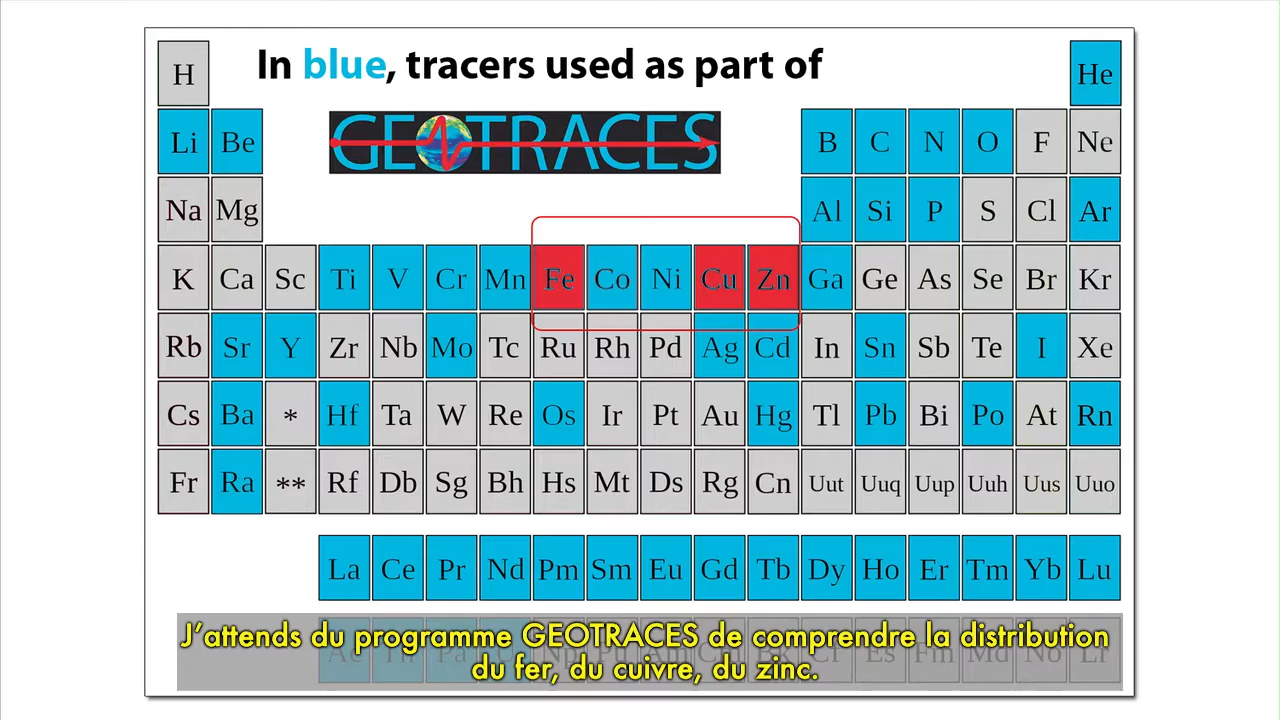 In blue, tracers used as part of
GEOTRACES
H He
Li Be B C N O F Ne
Na Mg Al Si P S Cl Ar
K Ca Sc Ti V Cr Mn Fe Co Ni Cu Zn Ga Ge As Se Br Kr
Rb Sr Y Zr Nb Mo Tc Ru Rh Pd Ag Cd In Sn Sb Te I Xe
Cs Ba * Hf Ta W Re Os Ir Pt Au Hg Tl Pb Bi Po At Rn
Fr Ra ** Rf Db Sg Bh Hs Mt Ds Rg Cn Uut Uuq Uup Uuh Uus Uuo
La Ce Pr Nd Pm Sm Eu Gd Tb Dy Ho Er Tm Yb Lu
J'attends du programme GEOTRACES de comprendre la distribution
du fer, du cuivre, du zinc.